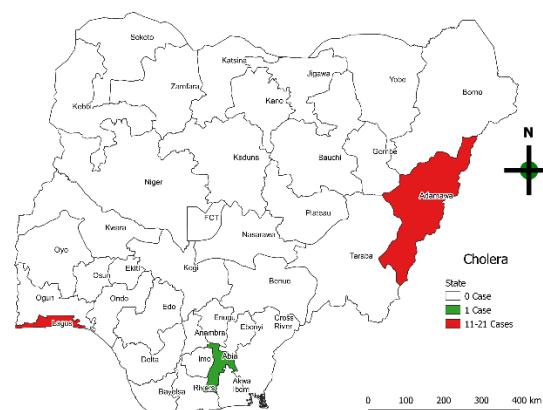 Sokoto
Katsina
Jigawa
Yobe
Borno
Zamfara
Kano
Kebbi
Gombe
Kaduna
Bauchi
Adamawa
Niger
FCT
Plateau
Kwara
Nasarawa
Taraba
Oyo
Kogi
Ekiti
Osun
Benue
Ogun
Ondo
Edo
Lagos
Enugu
Cross
River
Anambra
Ebonyi
Imo
Abia
Delta
Akwa
Ibom
Rivers
Bayelsa
N
Cholera
State
0 Case
1 Case
11-21 Cases
0 100 200 300 400 km